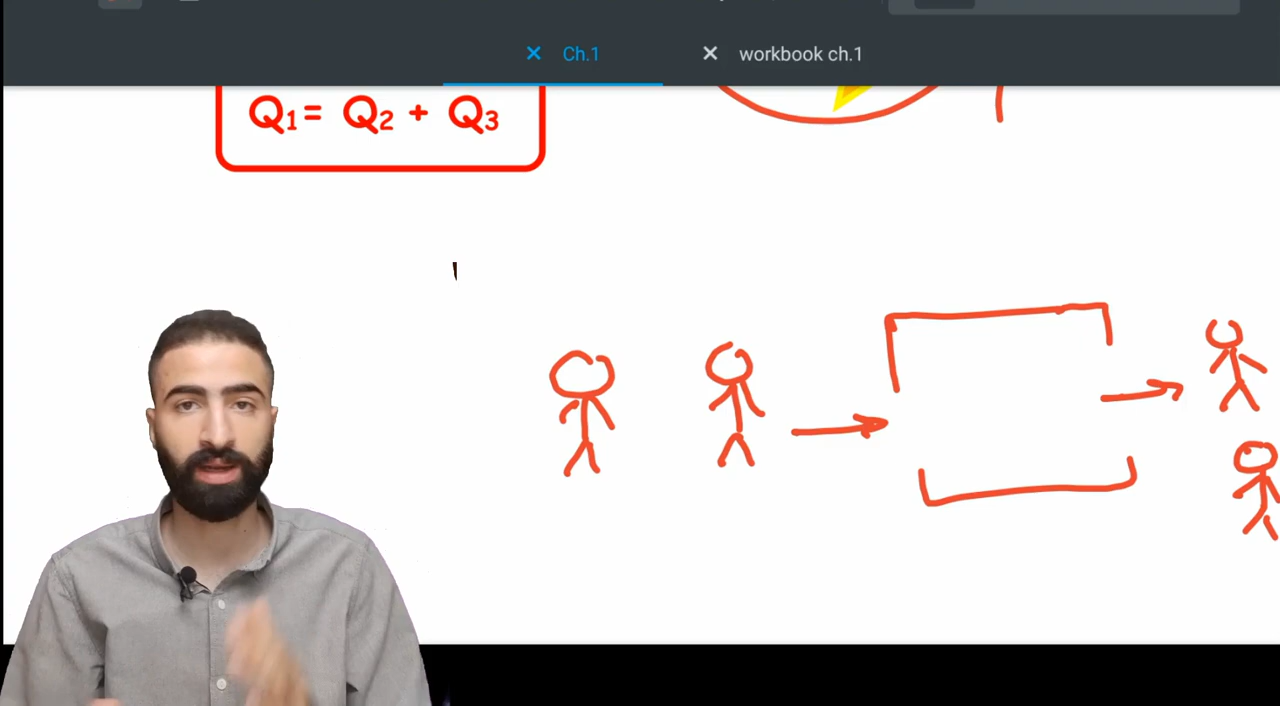 Ch.1
workbook ch.1
Q₁= Q₂ + Q₃